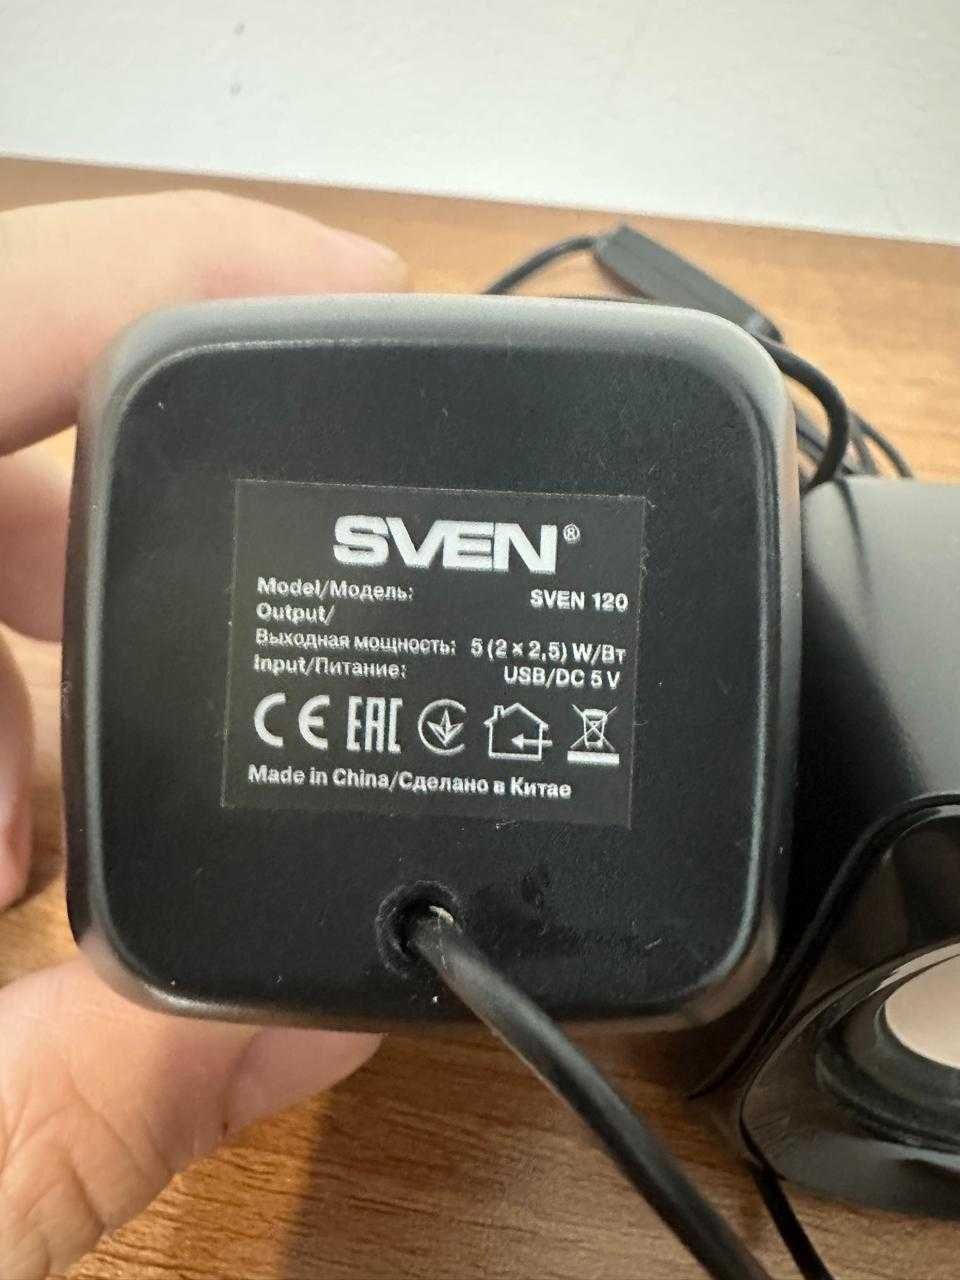 SVEN®
Model/Модель: SVEN 120
Output/
Выходная мощность: 5 (2 × 2,5) W/Вт
Input/Питание: USB/DC 5 V
CE EAC
Made in China/Сделано в Китае